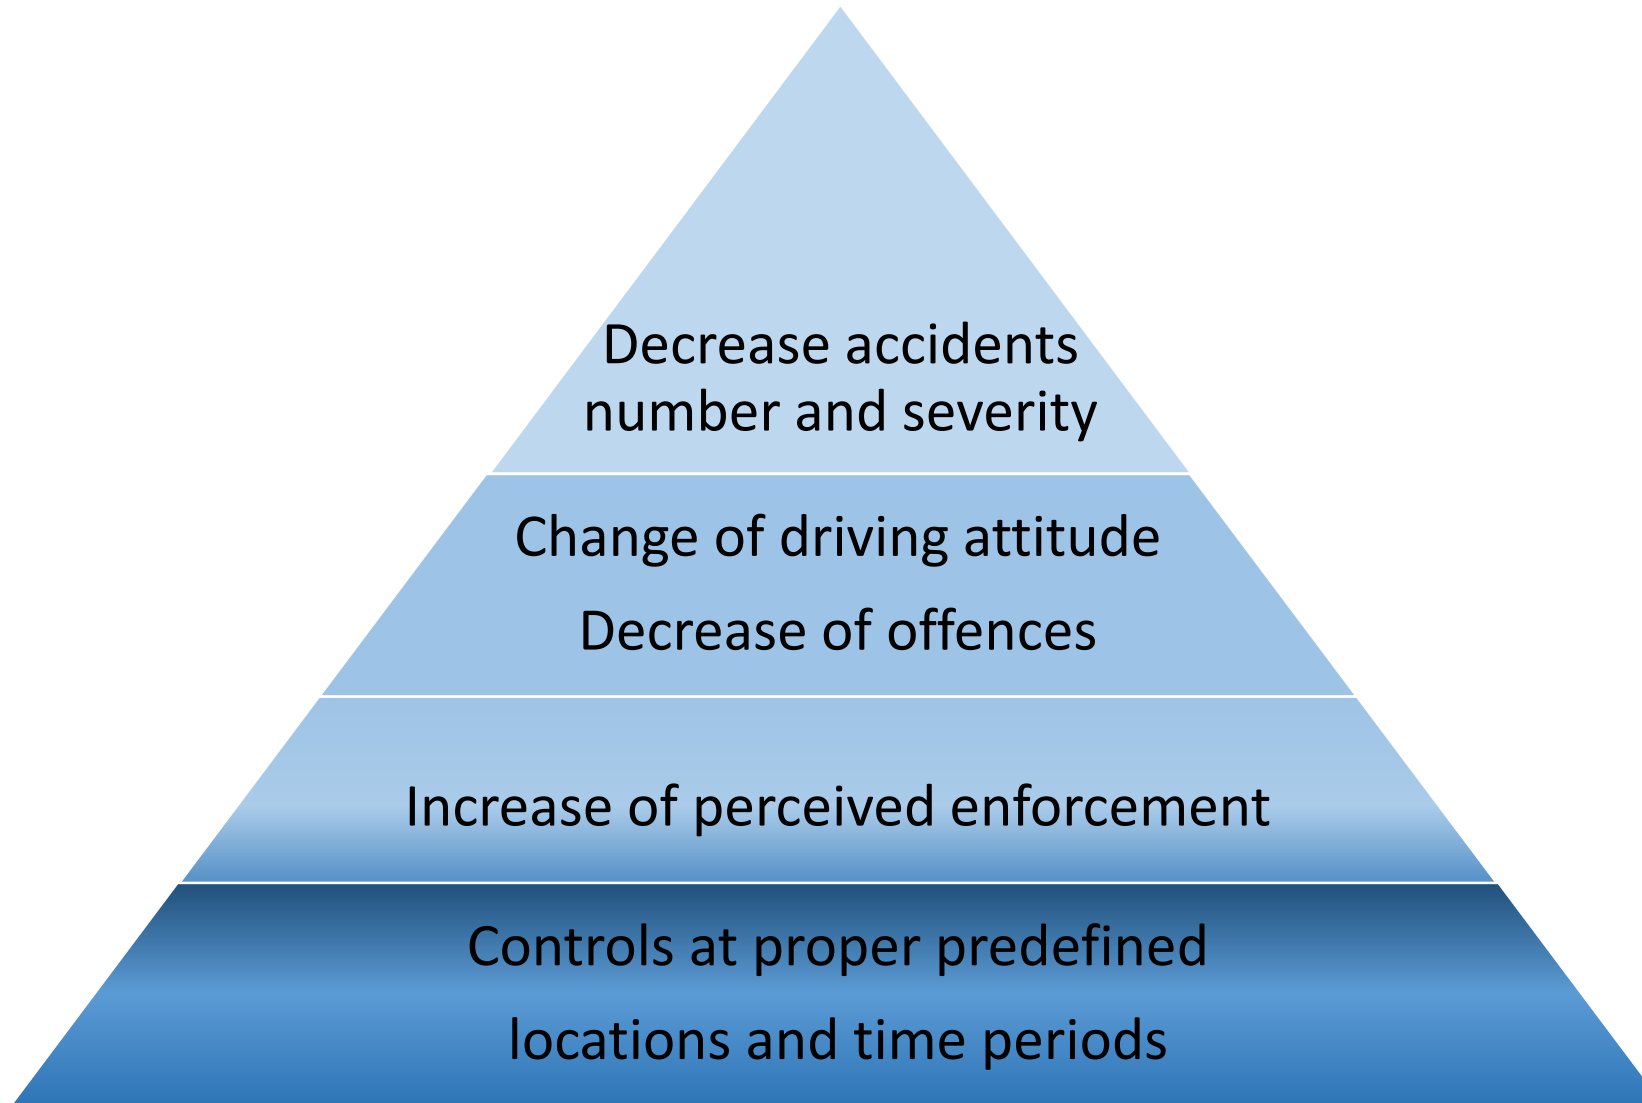 Decrease accidents
number and severity
Change of driving attitude
Decrease of offences
Increase of perceived enforcement
Controls at proper predefined
locations and time periods